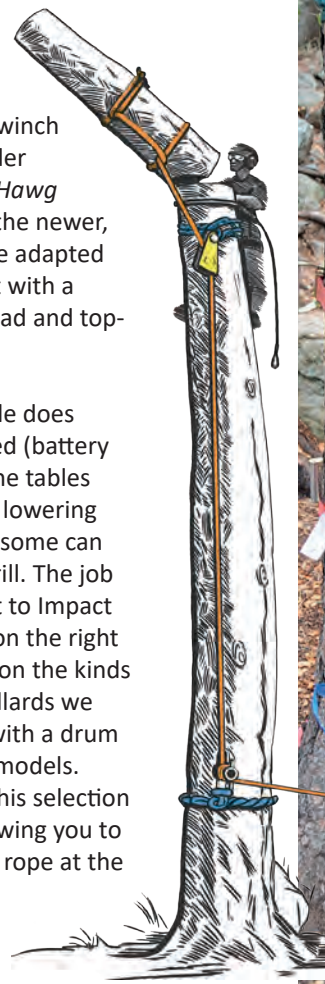 winch
der
Hawg
the newer,
e adapted
t with a
ad and top-
le does
ed (battery
he tables
lowering
some can
rill. The job
t to Impact
on the right
on the kinds
llards we
with a drum
models.
his selection
wing you to
rope at the